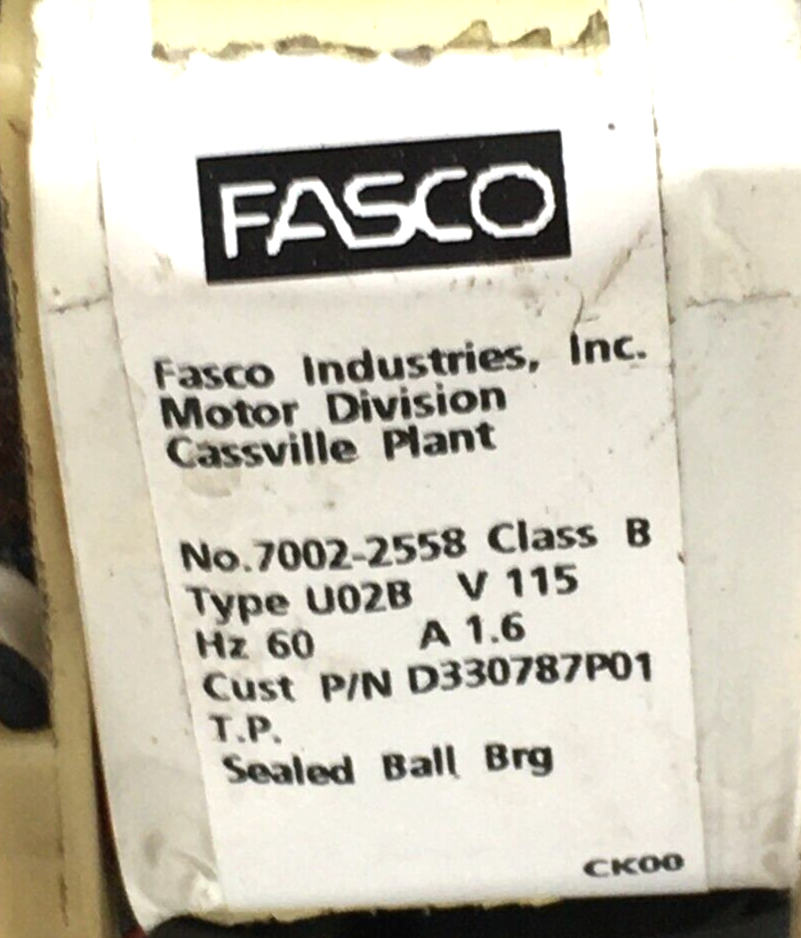 FASCO
Fasco Industries, Inc.
Motor Division
Cassville Plant
No.7002-2558 Class B
Type U02B V 115
Hz 60 A 1.6
Cust P/N D330787P01
T.P.
Sealed Ball Brg
CK00